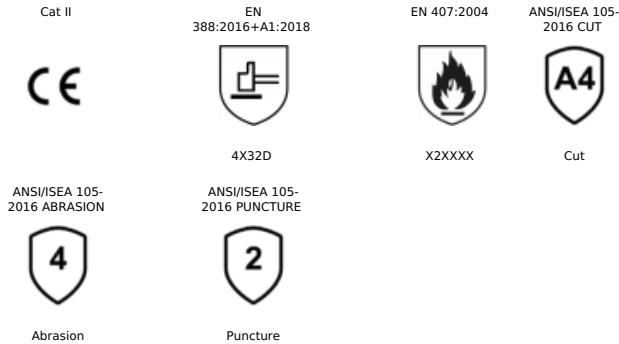 Cat II
EN
388:2016+A1:2018
EN 407:2004
ANSI/ISEA 105-
2016 CUT
CE
A4
4X32D
X2XXXX
Cut
ANSI/ISEA 105-
2016 ABRASION
ANSI/ISEA 105-
2016 PUNCTURE
4
2
Abrasion
Puncture